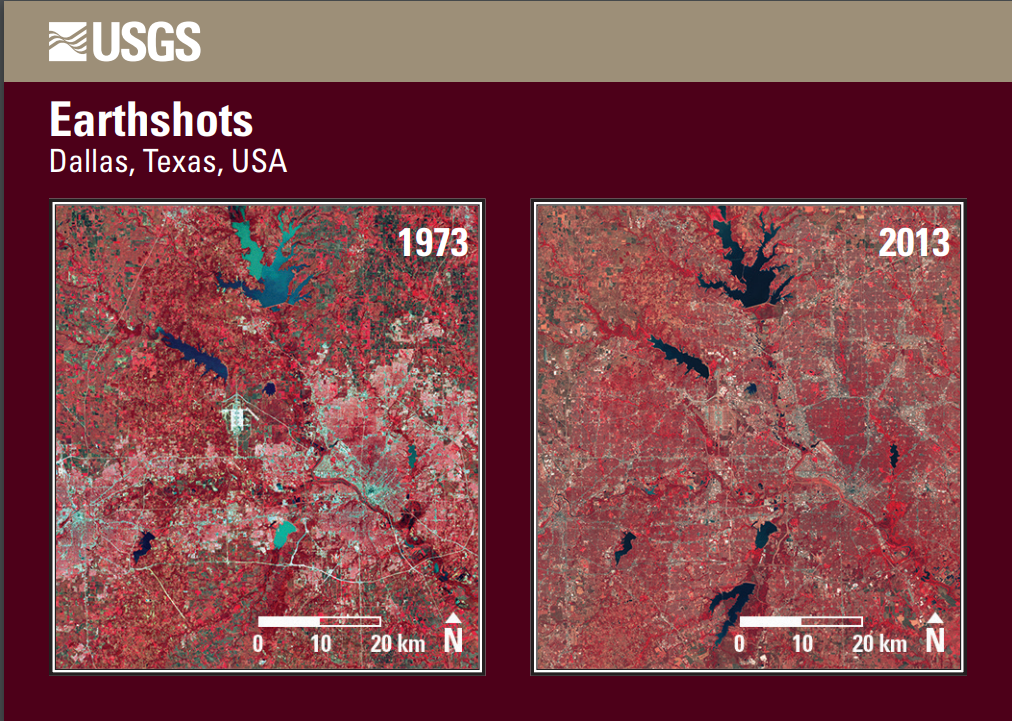 USGS
Earthshots
Dallas, Texas, USA
1973
2013
0 10 20 km N
0 10 20 km N